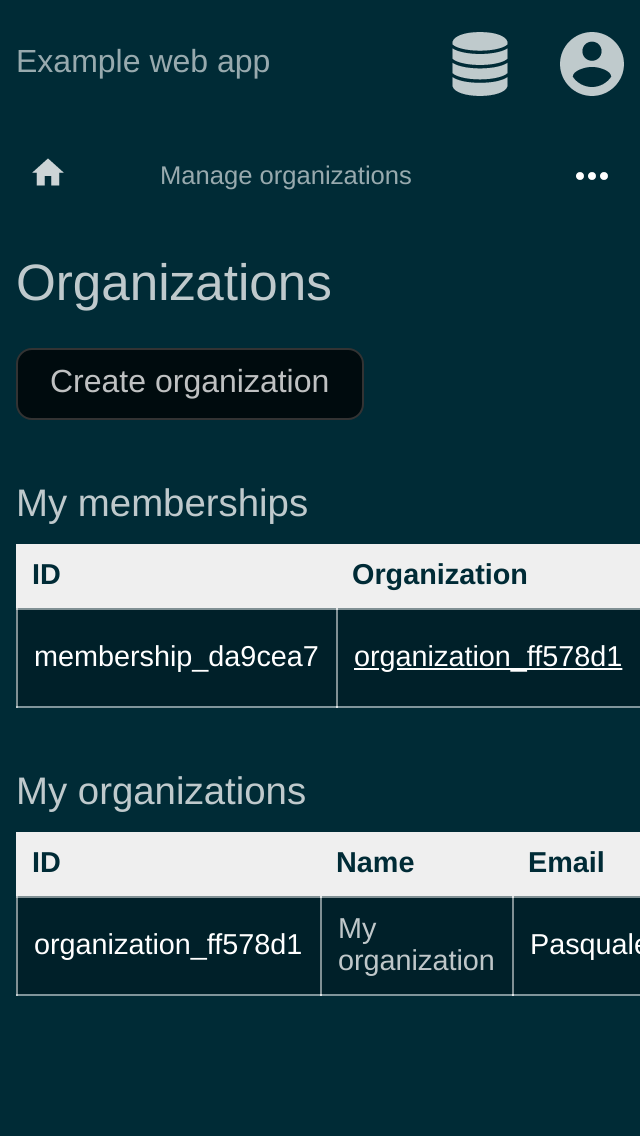 Example web app
Manage organizations
Organizations
Create organization
My memberships
ID Organization
membership_da9cea7 organization_ff578d1
My organizations
ID Name Email
organization_ff578d1 My organization Pasquale